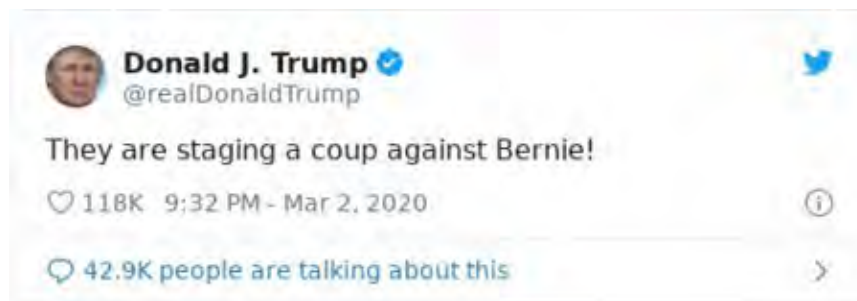 Donald J. Trump
@realDonaldTrump
They are staging a coup against Bernie!
118K 9:32 PM - Mar 2, 2020
42.9K people are talking about this